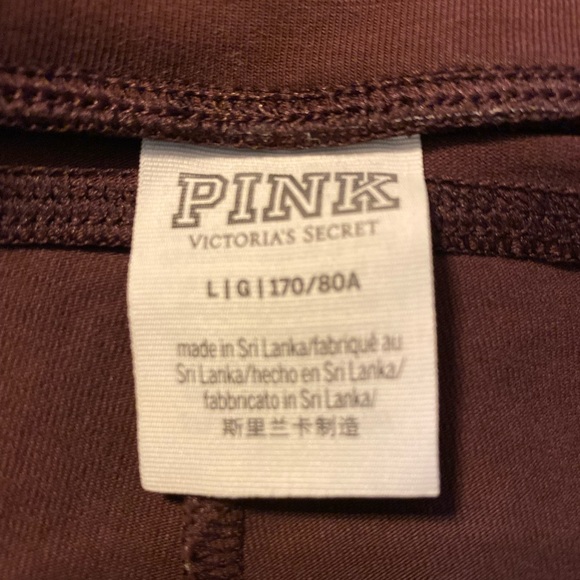 PINK
VICTORIA'S SECRET
L|G|170/80A
made in Sri Lanka/fabriqué au
Sri Lanka/hecho en Sri Lanka/
fabbricato in Sri Lanka/
斯里兰卡制造